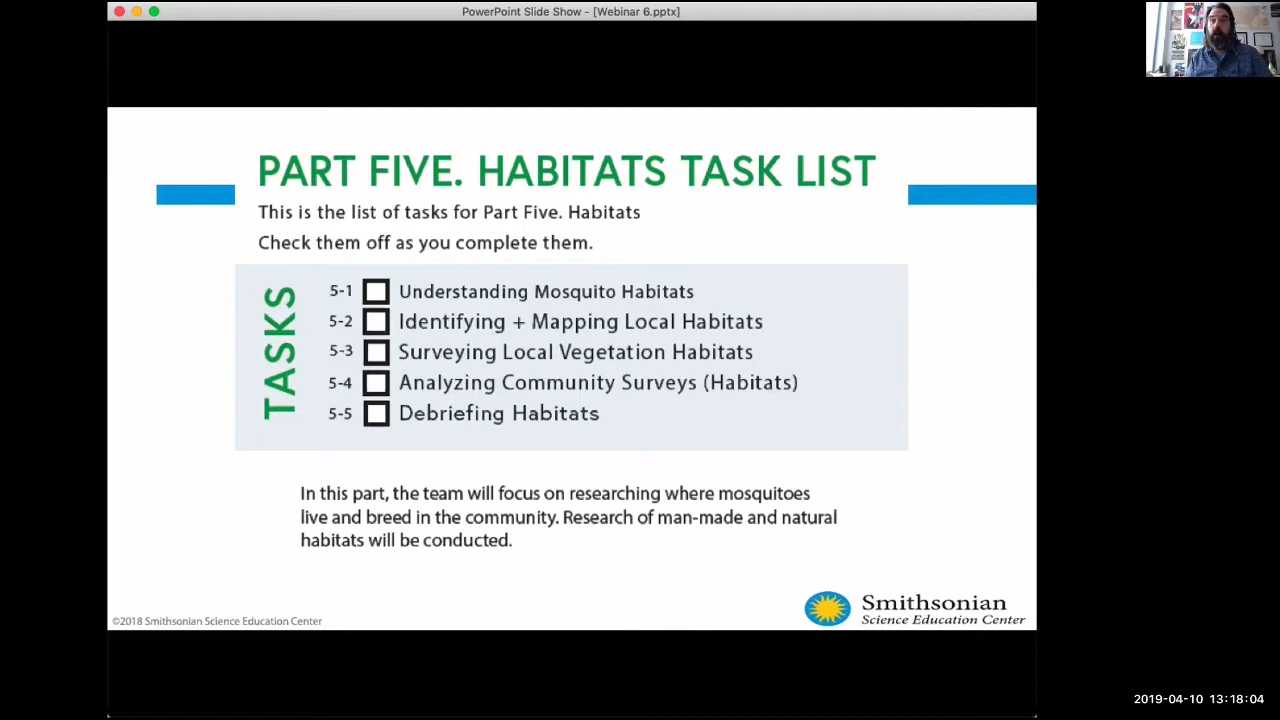 PowerPoint Slide Show - [Webinar 6.pptx]
PART FIVE. HABITATS TASK LIST
This is the list of tasks for Part Five. Habitats
Check them off as you complete them.
TASKS
5-1 Understanding Mosquito Habitats
5-2 Identifying + Mapping Local Habitats
5-3 Surveying Local Vegetation Habitats
5-4 Analyzing Community Surveys (Habitats)
5-5 Debriefing Habitats
In this part, the team will focus on researching where mosquitoes
live and breed in the community. Research of man-made and natural
habitats will be conducted.
©2018 Smithsonian Science Education Center
Smithsonian
Science Education Center
2019-04-10 13:18:04